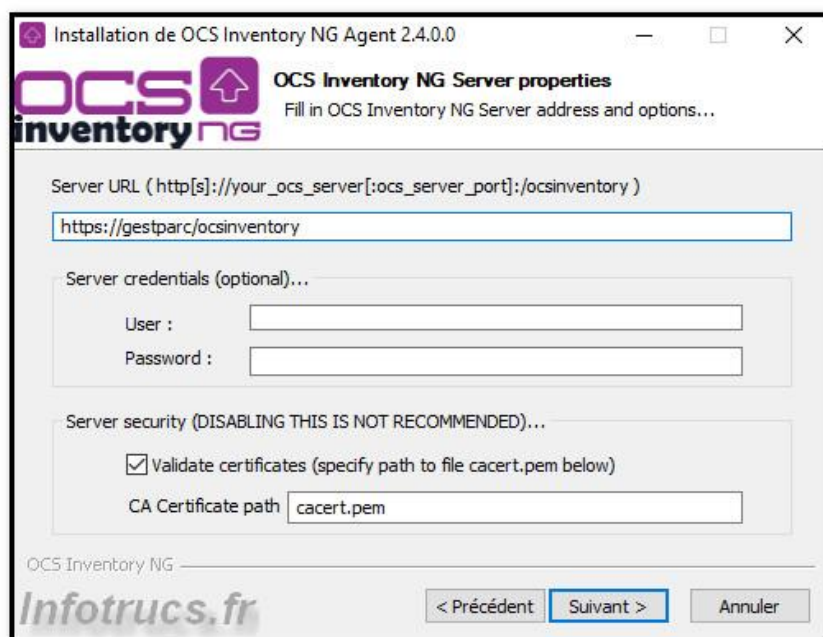 Installation de OCS Inventory NG Agent 2.4.0.0
OCS
inventory NG
OCS Inventory NG Server properties
Fill in OCS Inventory NG Server address and options...
Server URL ( http[s]://your_ocs_server[:ocs_server_port]:/ocsinventory )
https://gestparc/ocsinventory
Server credentials (optional)...
User :
Password :
Server security (DISABLING THIS IS NOT RECOMMENDED)...
Validate certificates (specify path to file cacert.pem below)
CA Certificate path cacert.pem
OCS Inventory NG
Infotrucs.fr
< Précédent Suivant > Annuler